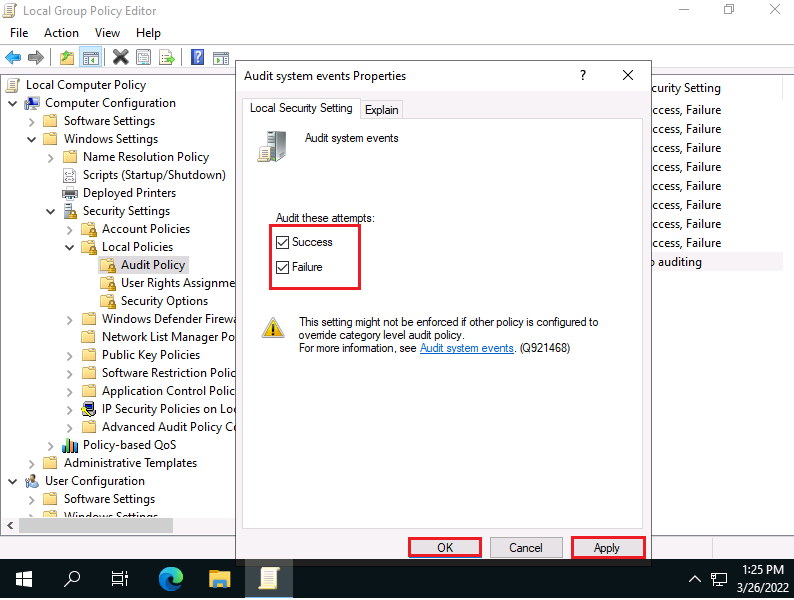 Local Group Policy Editor
File Action View Help
Audit system events Properties
?
Local Security Setting Explain
Audit system events
Audit these attempts:
Success
Failure
This setting might not be enforced if other policy is configured to
override category level audit policy.
For more information, see Audit system events. (Q921468)
OK Cancel Apply
Local Computer Policy
Computer Configuration
Software Settings
Windows Settings
Name Resolution Policy
Scripts (Startup/Shutdown)
Deployed Printers
Security Settings
Account Policies
Local Policies
Audit Policy
User Rights Assignme
Security Options
Windows Defender Firewa
Network List Manager Po
Public Key Policies
Software Restriction Polic
Application Control Polic
IP Security Policies on Loc
Advanced Audit Policy Co
Policy-based QoS
Administrative Templates
User Configuration
Software Settings
Windows Settings
curity Setting
ccess, Failure
ccess, Failure
ccess, Failure
ccess, Failure
ccess, Failure
ccess, Failure
ccess, Failure
ccess, Failure
o auditing
1:25 PM
3/26/2022